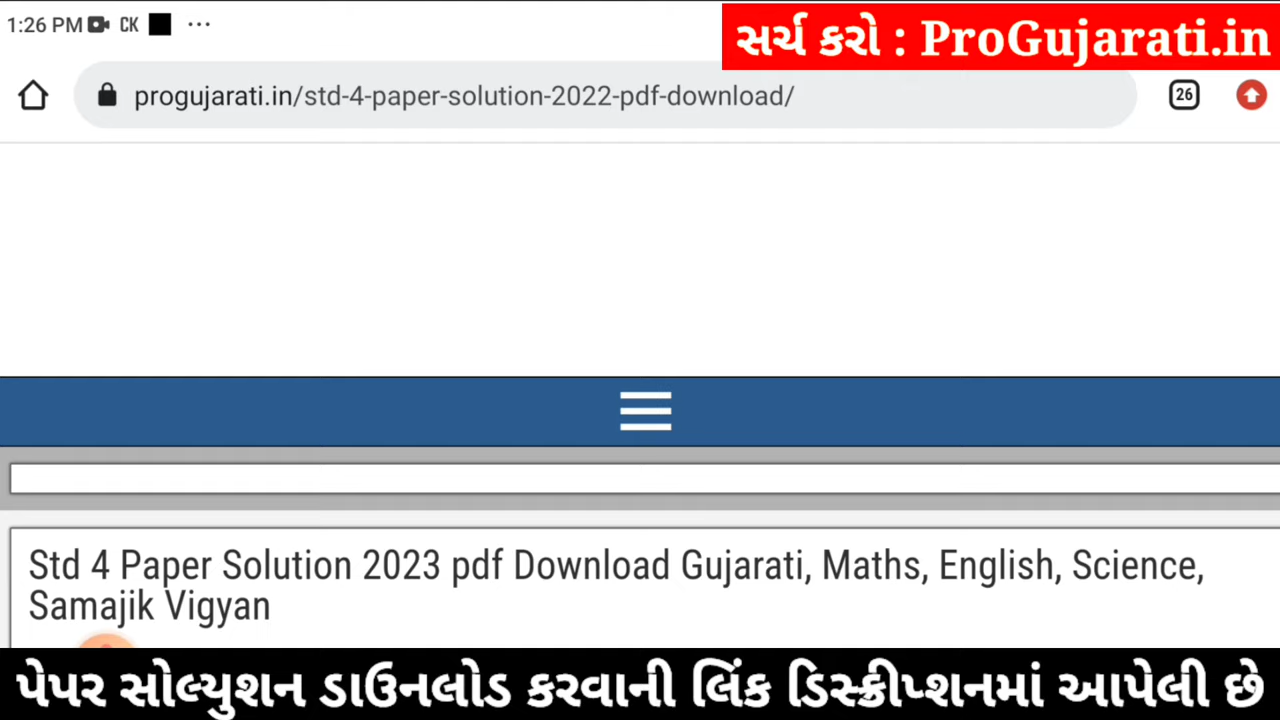 1:26 PM CK ...
સર્ચ કરો : ProGujarati.in
progujarati.in/std-4-paper-solution-2022-pdf-download/
26
Std 4 Paper Solution 2023 pdf Download Gujarati, Maths, English, Science,
Samajik Vigyan
પેપર સોલ્યુશન ડાઉનલોડ કરવાની લિંક ડિસ્ક્રીપ્શનમાં આપેલી છે